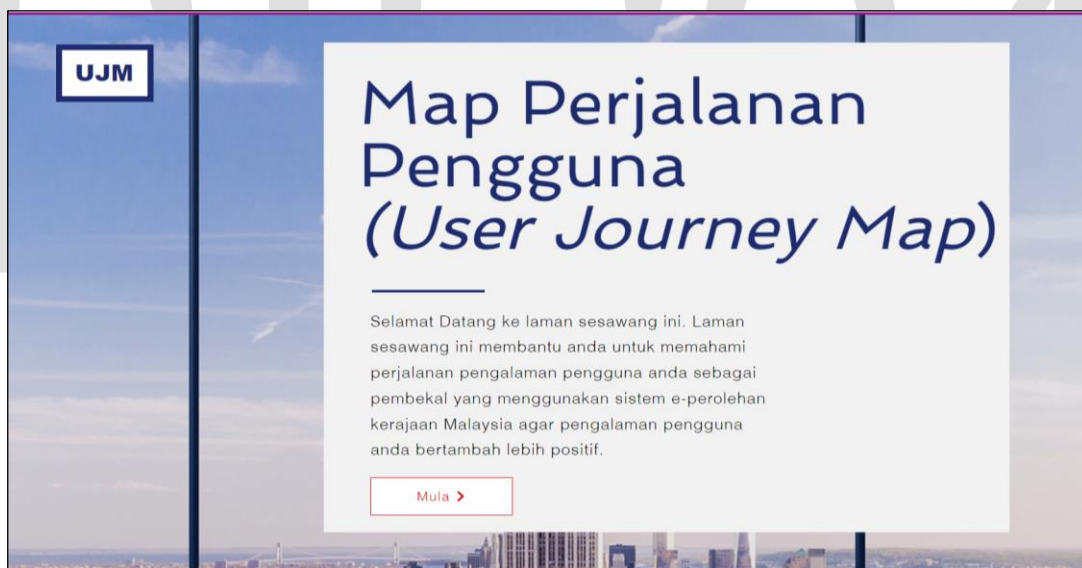 UJM
Map Perjalanan
Pengguna
(User Journey Map)
Selamat Datang ke laman sesawang ini. Laman
sesawang ini membantu anda untuk memahami
perjalanan pengalaman pengguna anda sebagai
pembekal yang menggunakan sistem e-perolehan
kerajaan Malaysia agar pengalaman pengguna
anda bertambah lebih positif.
Mula >